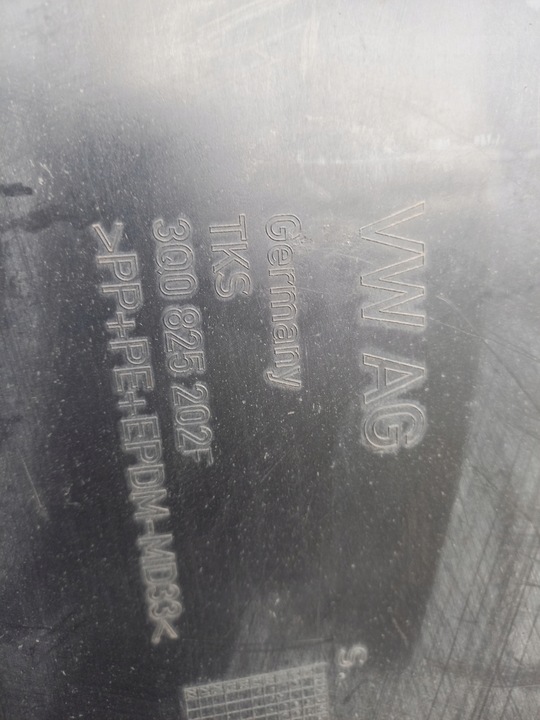 VW AG
Germany
TKS
3Q0 825 202F
>PP+PE+EPDM-MD33<
S.